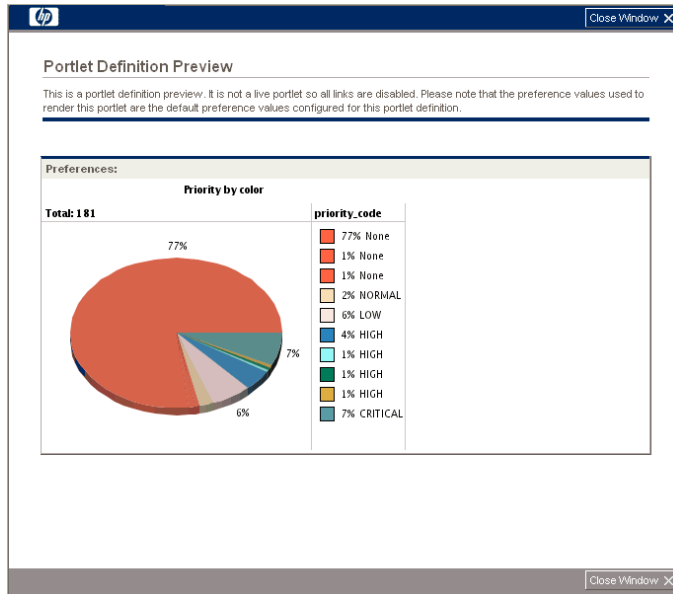 hp
Close Window X
Portlet Definition Preview
This is a portlet definition preview. It is not a live portlet so all links are disabled. Please note that the preference values used to
render this portlet are the default preference values configured for this portlet definition.
Preferences:
Priority by color
Total: 181
priority_code
77%
7%
6%
77% None
1% None
1% None
2% NORMAL
6% LOW
4% HIGH
1% HIGH
1% HIGH
1% HIGH
7% CRITICAL
Close Window X